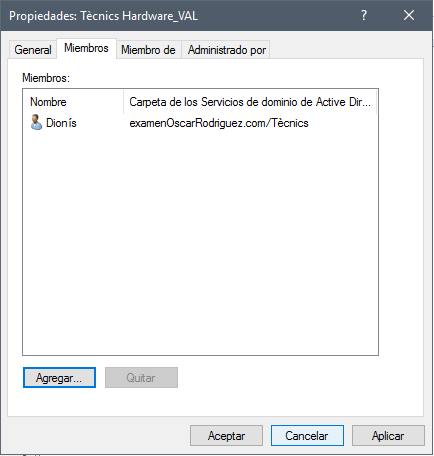 Propiedades: Tècnics Hardware_VAL ? ×
General Miembros Miembro de Administrado por
Miembros:
Nombre Carpeta de los Servicios de dominio de Active Dir...
Dionís examenOscarRodriguez.com/Tècnics
Agregar... Quitar
Aceptar Cancelar Aplicar